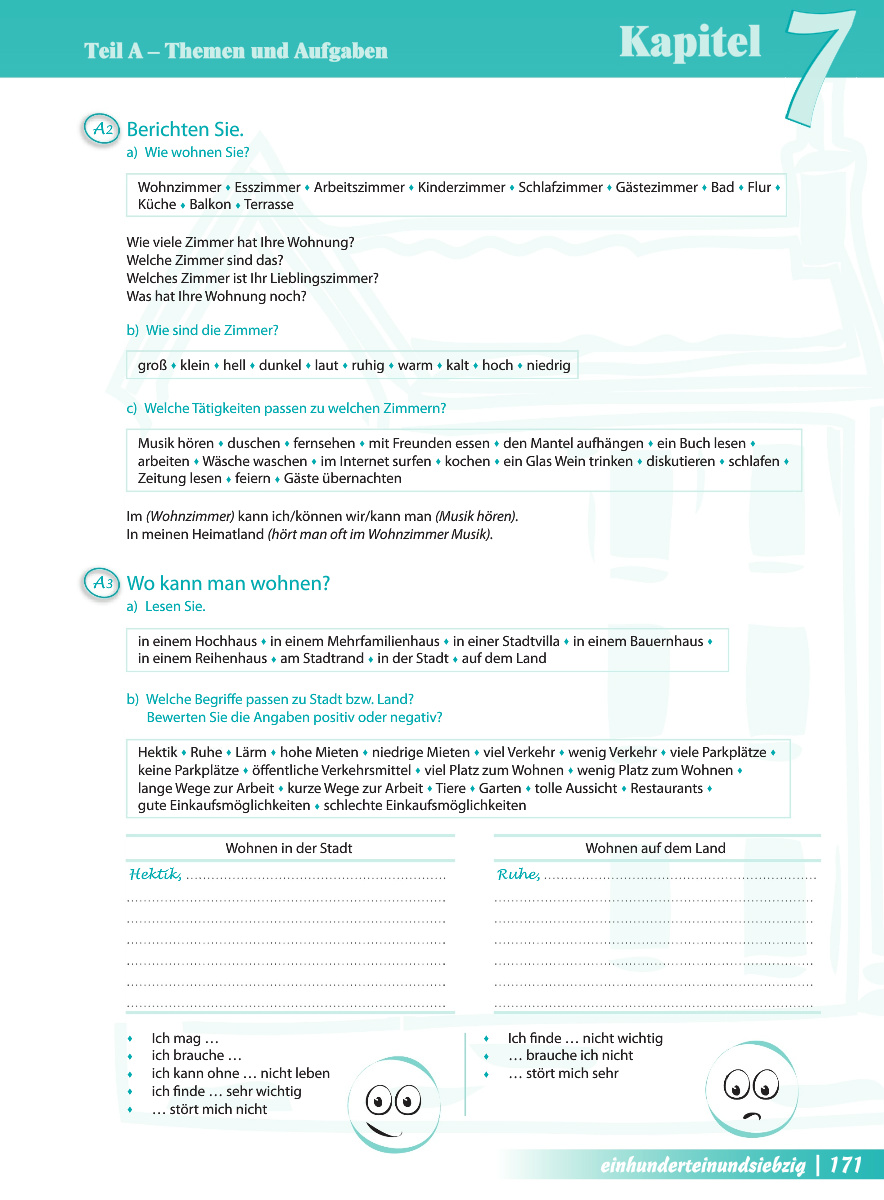 Teil A – Themen und Aufgaben
Kapitel 7
A2 Berichten Sie.
a) Wie wohnen Sie?
Wohnzimmer ♦ Esszimmer ♦ Arbeitszimmer ♦ Kinderzimmer ♦ Schlafzimmer ♦ Gästezimmer ♦ Bad ♦ Flur ♦
Küche ♦ Balkon ♦ Terrasse
Wie viele Zimmer hat Ihre Wohnung?
Welche Zimmer sind das?
Welches Zimmer ist Ihr Lieblingszimmer?
Was hat Ihre Wohnung noch?
b) Wie sind die Zimmer?
groß ♦ klein ♦ hell ♦ dunkel ♦ laut ♦ ruhig ♦ warm ♦ kalt ♦ hoch ♦ niedrig
c) Welche Tätigkeiten passen zu welchen Zimmern?
Musik hören ♦ duschen ♦ fernsehen ♦ mit Freunden essen ♦ den Mantel aufhängen ♦ ein Buch lesen ♦
arbeiten ♦ Wäsche waschen ♦ im Internet surfen ♦ kochen ♦ ein Glas Wein trinken ♦ diskutieren ♦ schlafen ♦
Zeitung lesen ♦ feiern ♦ Gäste übernachten
Im (Wohnzimmer) kann ich/können wir/kann man (Musik hören).
In meinen Heimatland (hört man oft im Wohnzimmer Musik).
A3 Wo kann man wohnen?
a) Lesen Sie.
in einem Hochhaus ♦ in einem Mehrfamilienhaus ♦ in einer Stadtvilla ♦ in einem Bauernhaus ♦
in einem Reihenhaus ♦ am Stadtrand ♦ in der Stadt ♦ auf dem Land
b) Welche Begriffe passen zu Stadt bzw. Land?
Bewerten Sie die Angaben positiv oder negativ?
Hektik ♦ Ruhe ♦ Lärm ♦ hohe Mieten ♦ niedrige Mieten ♦ viel Verkehr ♦ wenig Verkehr ♦ viele Parkplätze ♦
keine Parkplätze ♦ öffentliche Verkehrsmittel ♦ viel Platz zum Wohnen ♦ wenig Platz zum Wohnen ♦
lange Wege zur Arbeit ♦ kurze Wege zur Arbeit ♦ Tiere ♦ Garten ♦ tolle Aussicht ♦ Restaurants ♦
gute Einkaufsmöglichkeiten ♦ schlechte Einkaufsmöglichkeiten
Wohnen in der Stadt
Hektik,
Wohnen auf dem Land
Ruhe,
♦ Ich mag …
♦ ich brauche …
♦ ich kann ohne … nicht leben
♦ ich finde … sehr wichtig
♦ … stört mich nicht
♦ Ich finde … nicht wichtig
♦ … brauche ich nicht
♦ … stört mich sehr
einhunderteinundsiebzig | 171